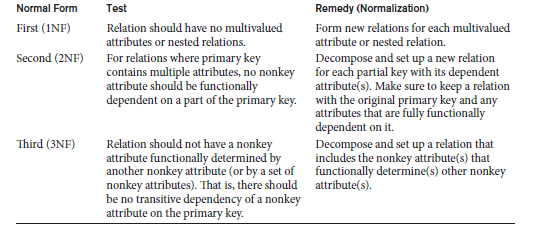 Normal Form Test Remedy (Normalization)
First (1NF) Relation should have no multivalued Form new relations for each multivalued
attributes or nested relations. attribute or nested relation.
Second (2NF) For relations where primary key Decompose and set up a new relation
contains multiple attributes, no nonkey for each partial key with its dependent
attribute should be functionally attribute(s). Make sure to keep a relation
dependent on a part of the primary key. with the original primary key and any
attributes that are fully functionally
dependent on it.
Third (3NF) Relation should not have a nonkey Decompose and set up a relation that
attribute functionally determined by includes the nonkey attribute(s) that
another nonkey attribute (or by a set of functionally determine(s) other nonkey
nonkey attributes). That is, there should attribute(s).
be no transitive dependency of a nonkey
attribute on the primary key.